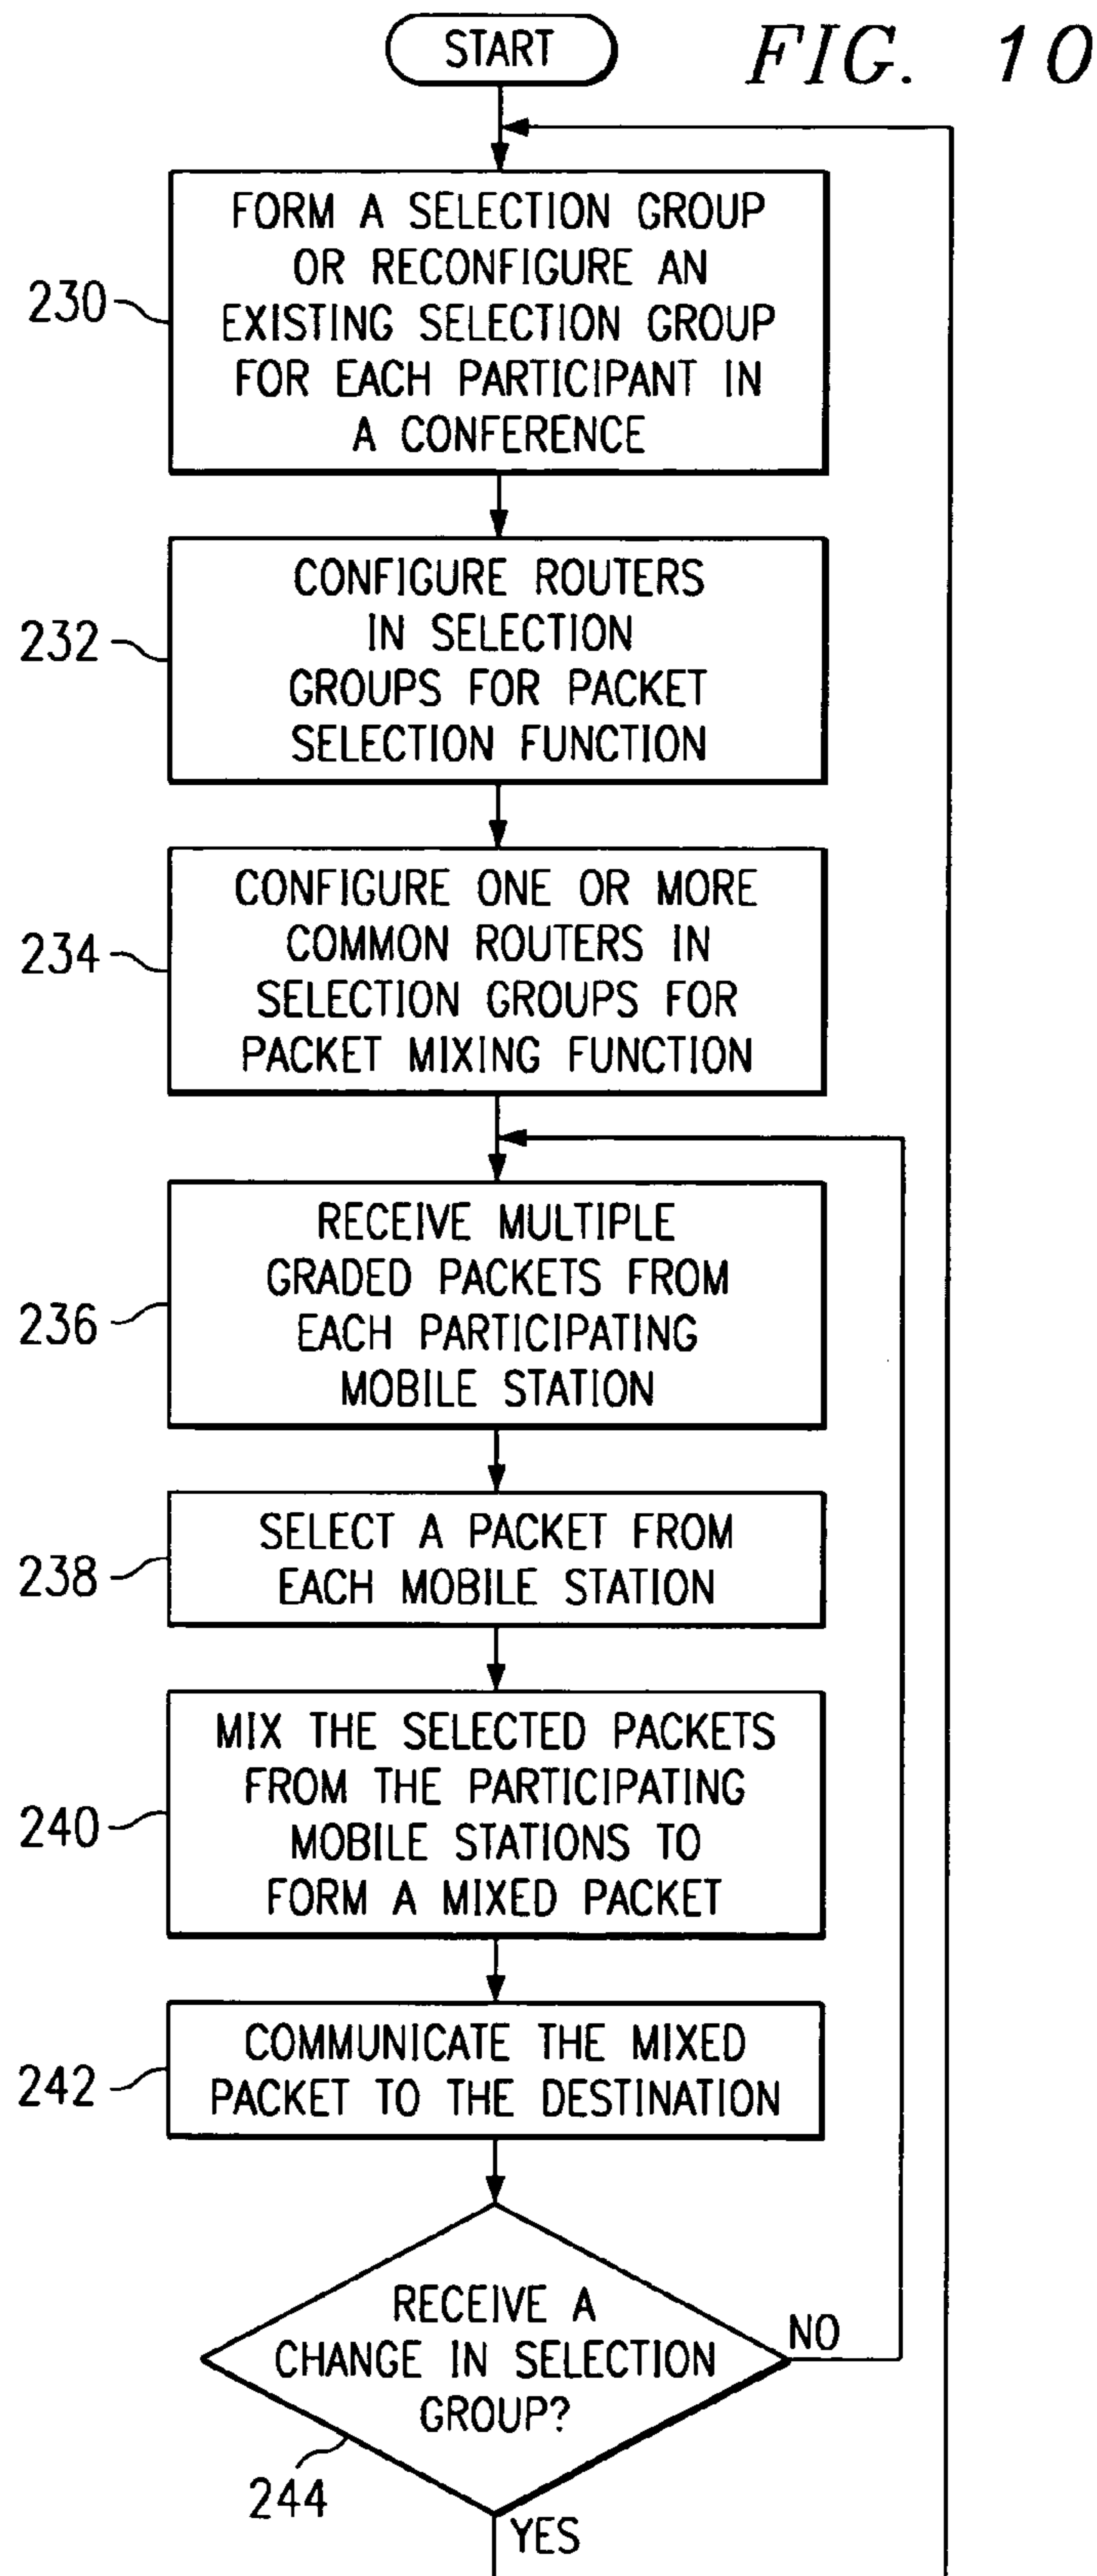 START
FIG. 10
FORM A SELECTION GROUP
OR RECONFIGURE AN
EXISTING SELECTION GROUP
FOR EACH PARTICIPANT IN
A CONFERENCE
230
CONFIGURE ROUTERS
IN SELECTION
GROUPS FOR PACKET
SELECTION FUNCTION
232
CONFIGURE ONE OR MORE
COMMON ROUTERS IN
SELECTION GROUPS FOR
PACKET MIXING FUNCTION
234
RECEIVE MULTIPLE
GRADED PACKETS FROM
EACH PARTICIPATING
MOBILE STATION
236
SELECT A PACKET FROM
EACH MOBILE STATION
238
MIX THE SELECTED PACKETS
FROM THE PARTICIPATING
MOBILE STATIONS TO
FORM A MIXED PACKET
240
COMMUNICATE THE MIXED
PACKET TO THE DESTINATION
242
RECEIVE A
CHANGE IN SELECTION
GROUP?
NO
244
YES